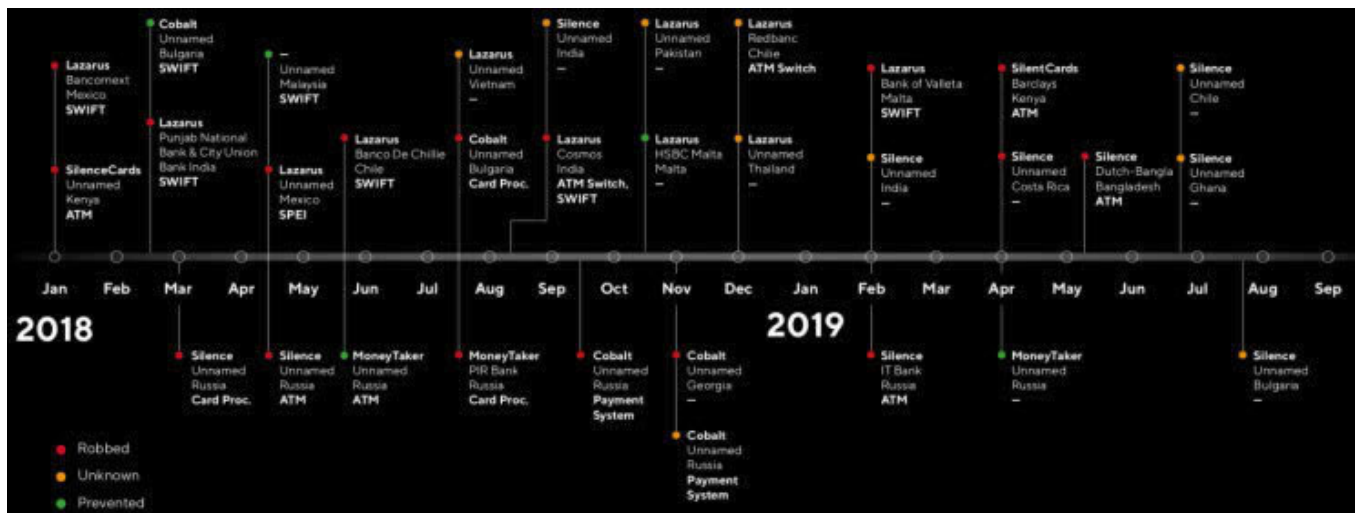 Cobalt
Unnamed
Bulgaria
SWIFT
Silence
Unnamed
India
–
Lazarus
Unnamed
Pakistan
–
Lazarus
Redbanc
Chilie
ATM Switch
Lazarus
Bancomext
Mexico
SWIFT
–
Unnamed
Malaysia
SWIFT
Lazarus
Unnamed
Vietnam
–
Lazarus
Bank of Valleta
Malta
SWIFT
SilentCards
Barclays
Kenya
ATM
Silence
Unnamed
Chile
–
Lazarus
Punjab National
Bank & City Union
Bank India
SWIFT
Lazarus
Banco De Chillie
Chile
SWIFT
Cobalt
Unnamed
Bulgaria
Card Proc.
Lazarus
Cosmos
India
ATM Switch,
SWIFT
Lazarus
HSBC Malta
Malta
–
Lazarus
Unnamed
Thailand
–
SilenceCards
Unnamed
Kenya
ATM
Lazarus
Unnamed
Mexico
SPEI
Silence
Unnamed
India
–
Silence
Unnamed
Costa Rica
–
Silence
Dutch-Bangla
Bangladesh
ATM
Silence
Unnamed
Ghana
–
Jan Feb Mar Apr May Jun Jul Aug Sep Oct Nov Dec Jan Feb Mar Apr May Jun Jul Aug Sep
2018 2019
Silence
Unnamed
Russia
Card Proc.
Silence
Unnamed
Russia
ATM
MoneyTaker
Unnamed
Russia
ATM
MoneyTaker
PIR Bank
Russia
Card Proc.
Cobalt
Unnamed
Russia
Payment
System
Cobalt
Unnamed
Georgia
–
Silence
IT Bank
Russia
ATM
MoneyTaker
Unnamed
Russia
–
Silence
Unnamed
Bulgaria
–
Cobalt
Unnamed
Russia
Payment
System
Robbed
Unknown
Prevented